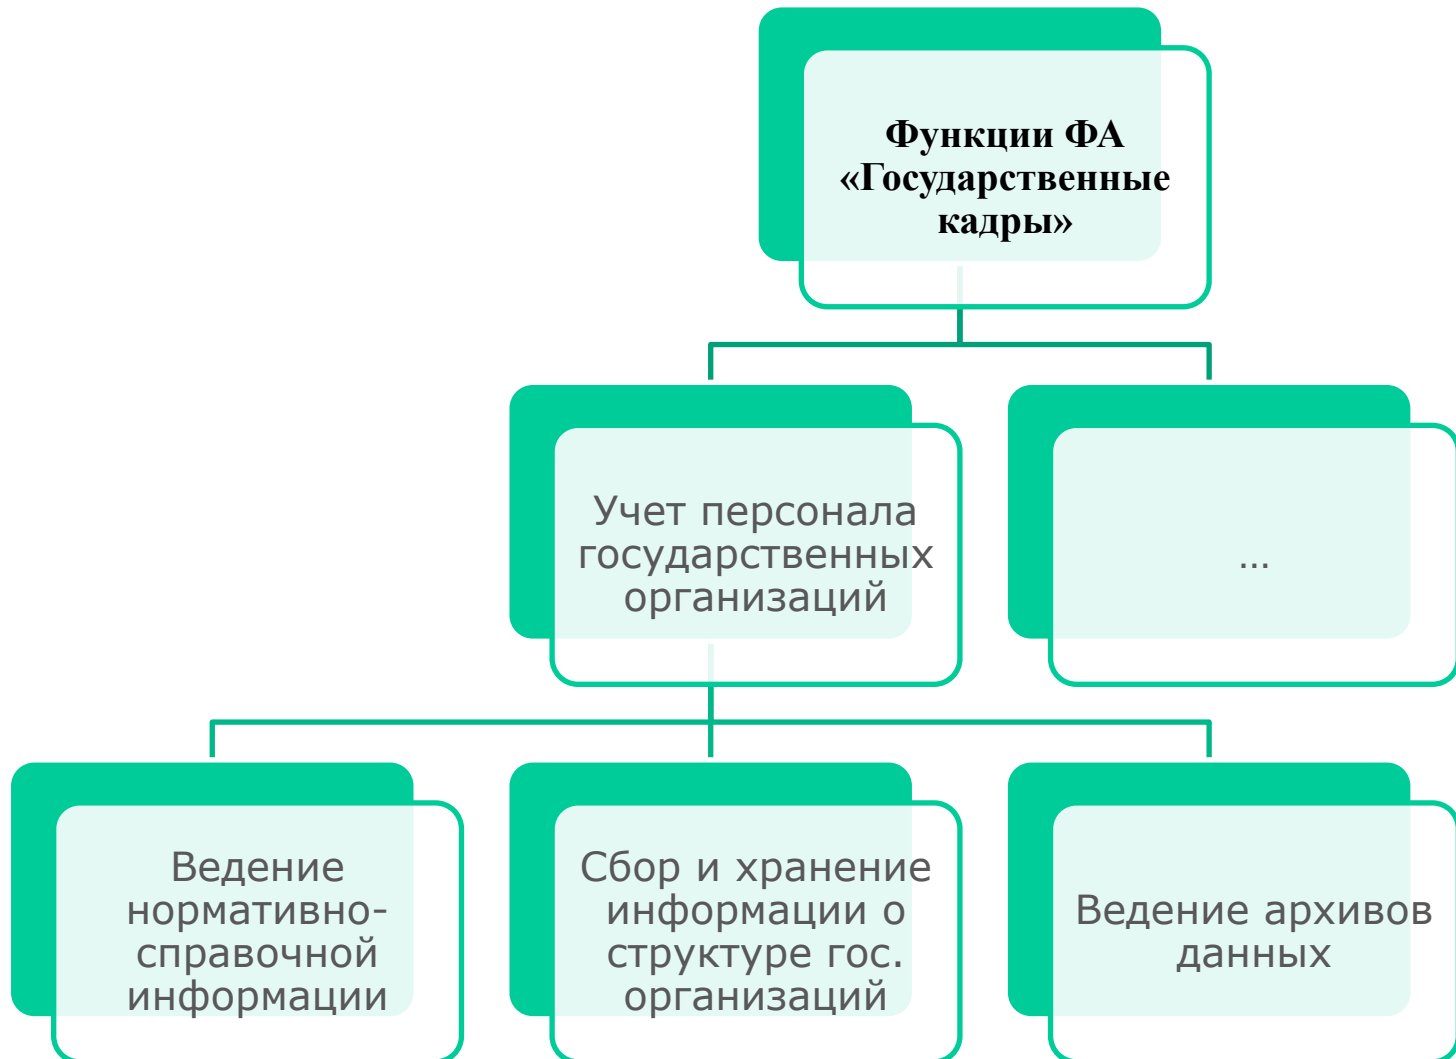 Функции ФА
«Государственные
кадры»
Учет персонала
государственных
организаций
...
Ведение
нормативно-
справочной
информации
Сбор и хранение
информации о
структуре гос.
организаций
Ведение архивов
данных